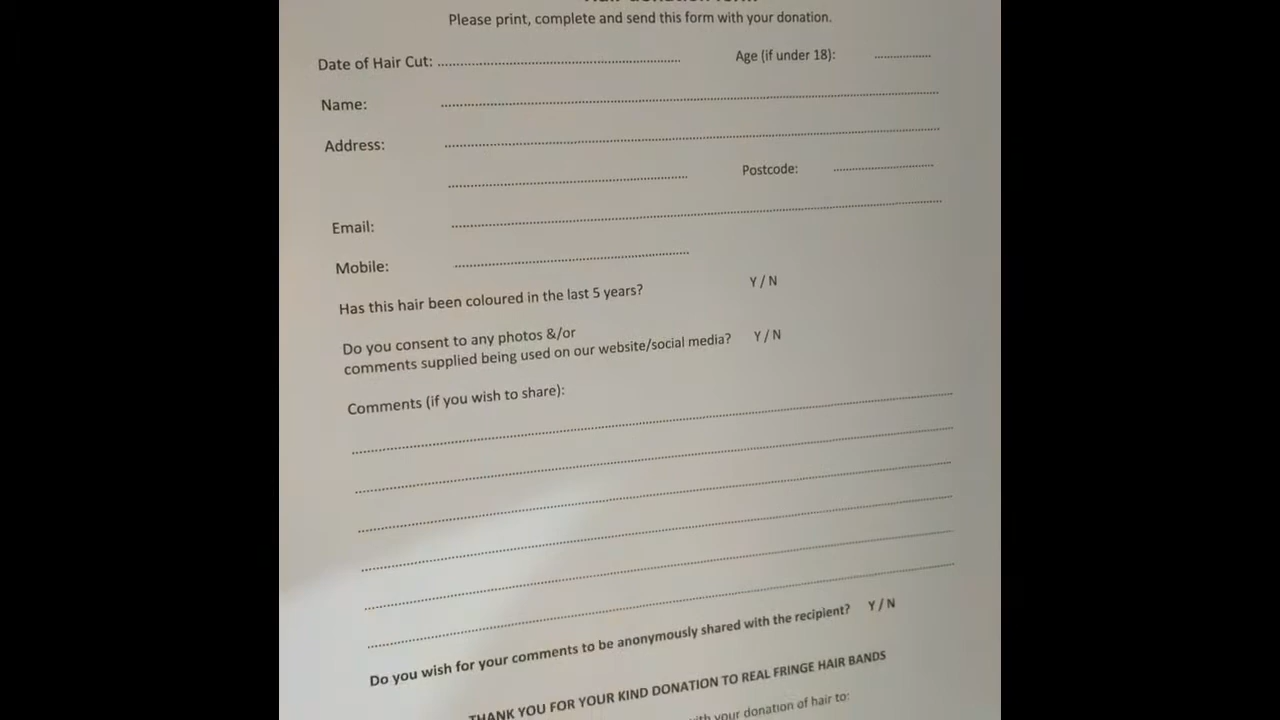 Hair donation form
Please print, complete and send this form with your donation.
Date of Hair Cut: ........................................................ Age (if under 18): ..............
Name: ........................................................................................................
Address: ........................................................................................................
........................................................ Postcode: ........................
Email: ........................................................................................................
Mobile: ........................................................
Has this hair been coloured in the last 5 years? Y / N
Do you consent to any photos &/or
comments supplied being used on our website/social media? Y / N
Comments (if you wish to share):
Do you wish for your comments to be anonymously shared with the recipient? Y / N
THANK YOU FOR YOUR KIND DONATION TO REAL FRINGE HAIR BANDS
with your donation of hair to: